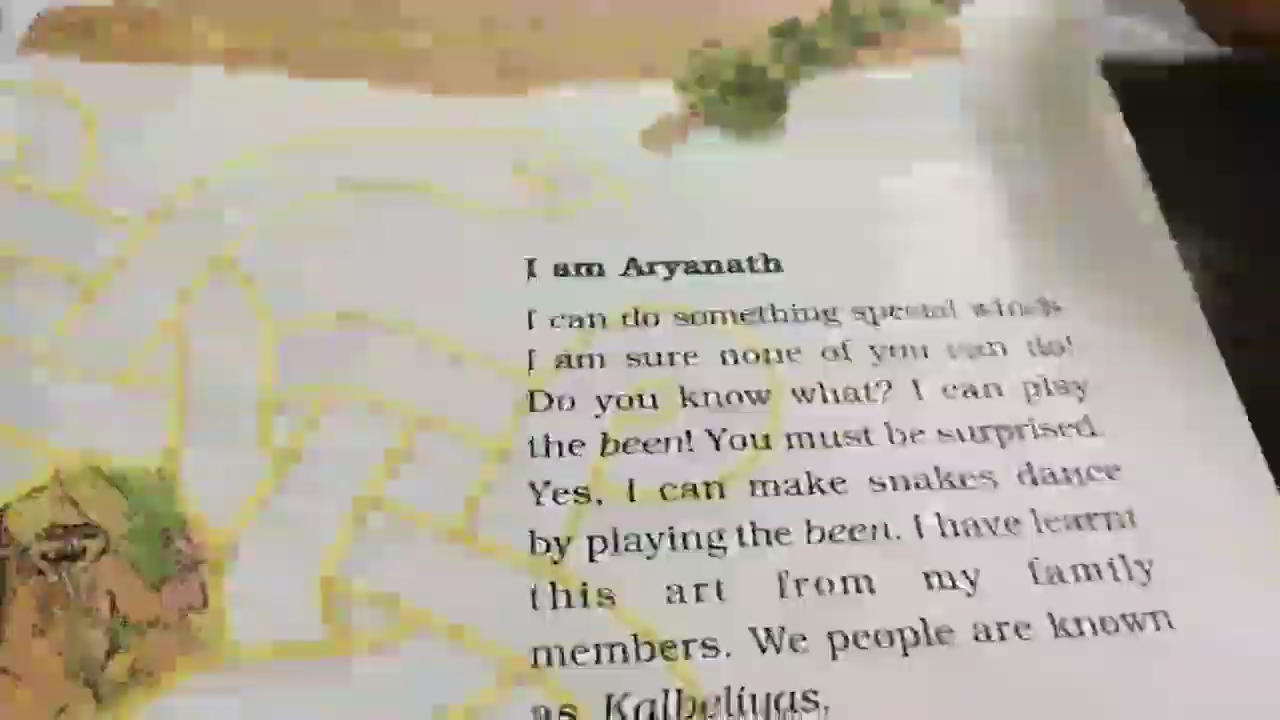 I am Aryanath
I can do something special which
I am sure none of you can do!
Do you know what? I can play
the been! You must be surprised.
Yes, I can make snakes dance
by playing the been. I have learnt
this art from my family
members. We people are known
as Kalbeliyas.